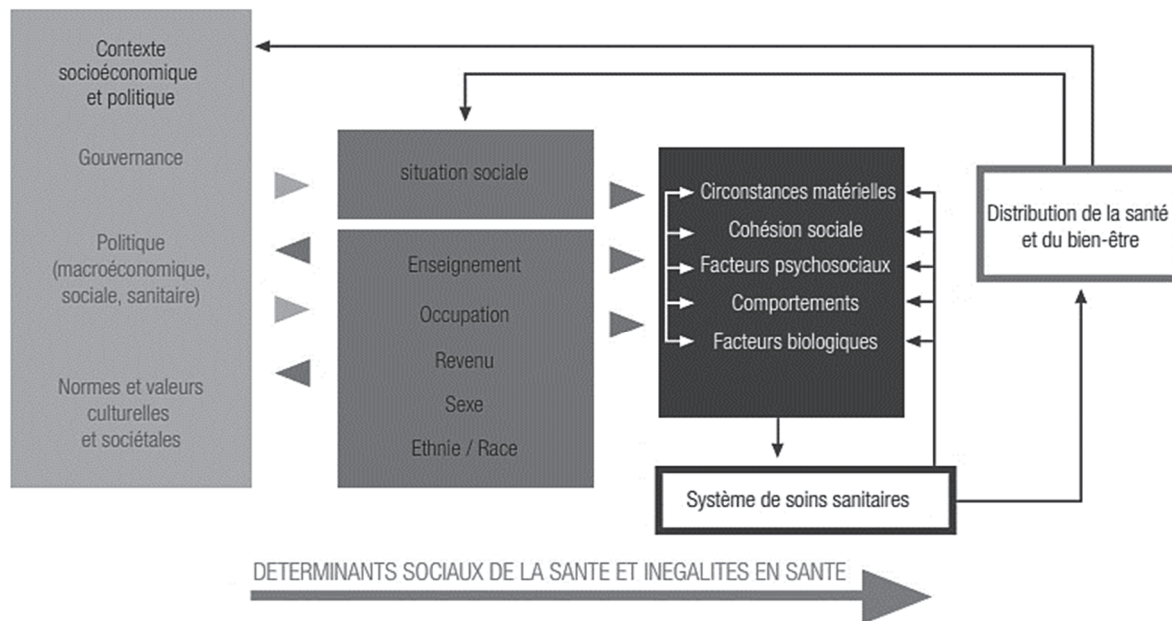 Contexte
socioéconomique
et politique
Gouvernance
Politique
(macroéconomique,
sociale, sanitaire)
Normes et valeurs
culturelles
et sociétales
situation sociale
Enseignement
Occupation
Revenu
Sexe
Ethnie / Race
Circonstances matérielles
Cohésion sociale
Facteurs psychosociaux
Comportements
Facteurs biologiques
Système de soins sanitaires
Distribution de la santé
et du bien-être
DETERMINANTS SOCIAUX DE LA SANTE ET INEGALITES EN SANTE